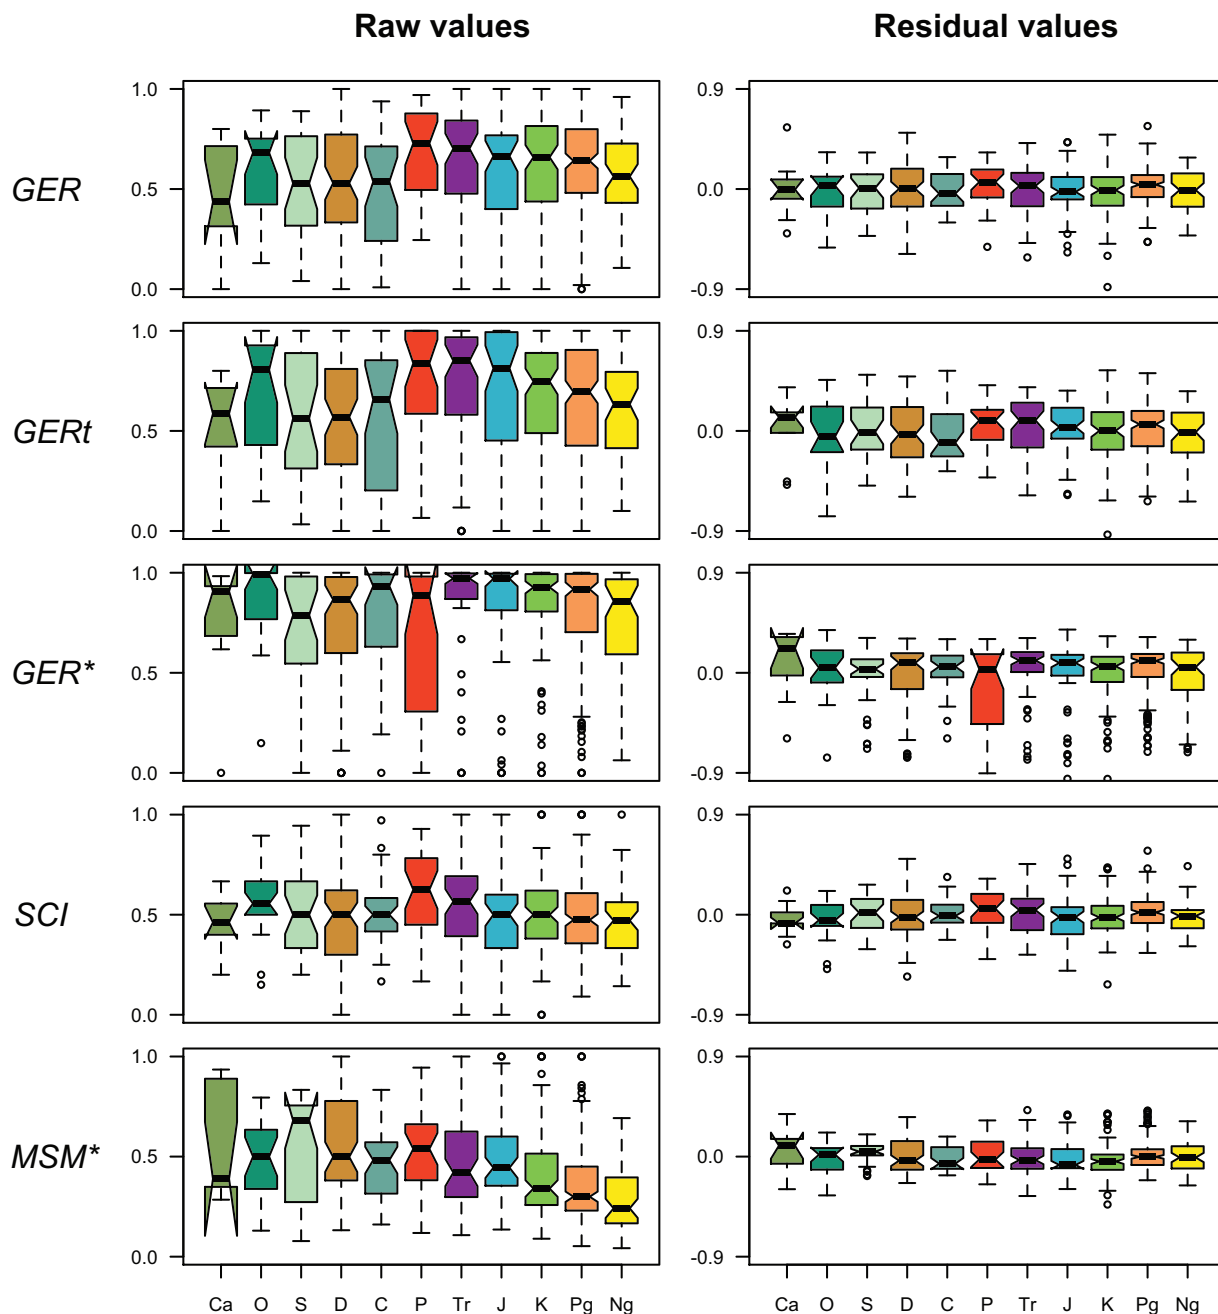 Raw values Residual values
GER 1.0 0.5 0.0 0.9 0.0 -0.9
GERt 1.0 0.5 0.0 0.9 0.0 -0.9
GER* 1.0 0.5 0.0 0.9 0.0 -0.9
SCI 1.0 0.5 0.0 0.9 0.0 -0.9
MSM* 1.0 0.5 0.0 0.9 0.0 -0.9
Ca O S D C P Tr J K Pg Ng Ca O S D C P Tr J K Pg Ng